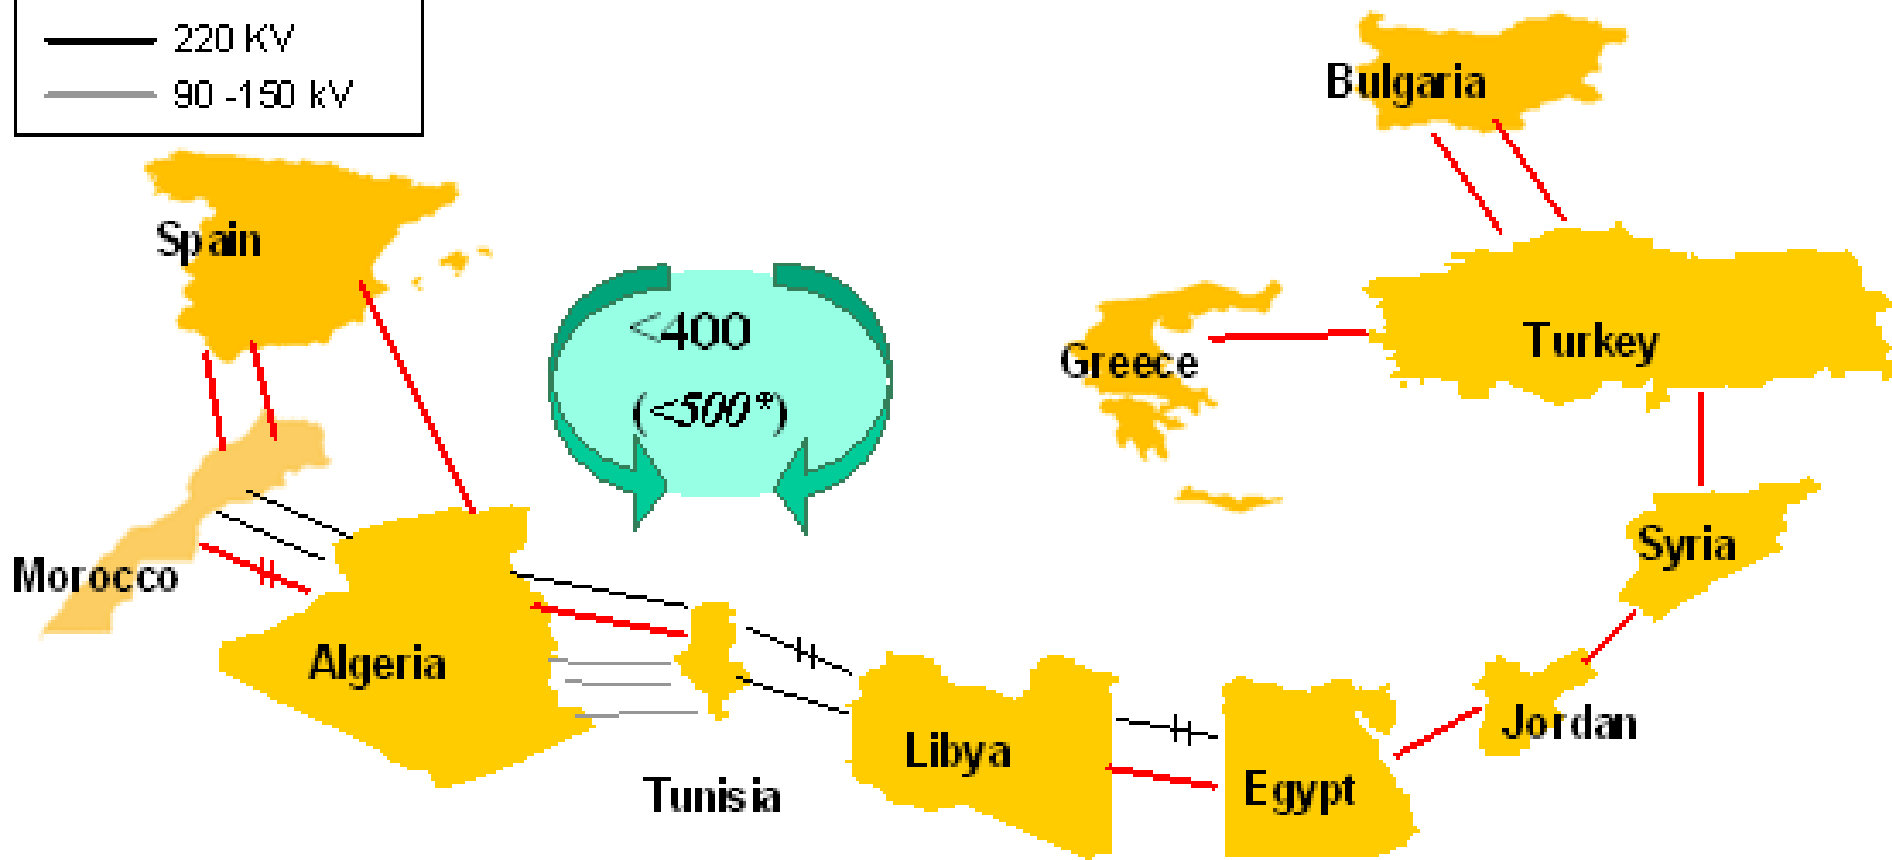 220 KV
90 -150 kV
Bulgaria
Spain
<400
(<500*)
Greece
Turkey
Syria
Morocco
Algeria
Jordan
Libya
Egypt
Tunisia